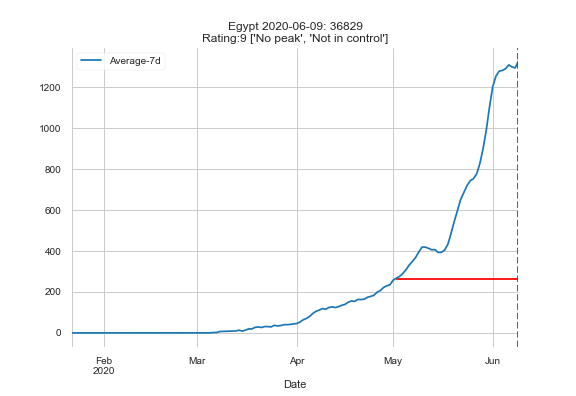 Egypt 2020-06-09: 36829
Rating:9 ['No peak', 'Not in control']
Average-7d
1200
1000
800
600
400
200
0
Feb
2020
Mar
Apr
May
Jun
Date